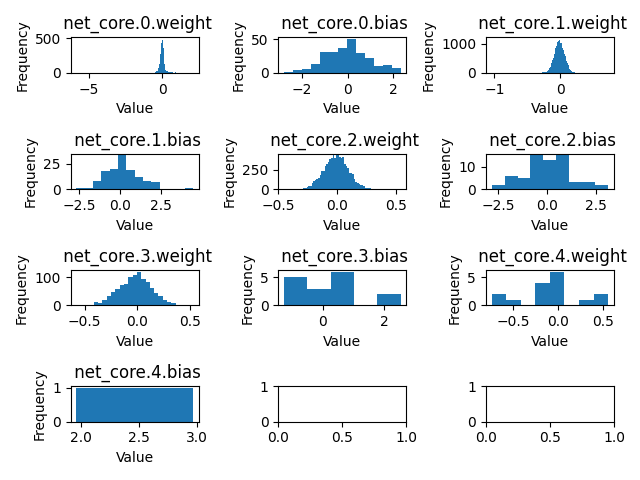 net_core.0.weight
Frequency
500
0
−5
0
Value
net_core.0.bias
Frequency
50
0
−2
0
2
Value
net_core.1.weight
Frequency
1000
0
−1
0
Value
net_core.1.bias
Frequency
25
0
−2.5
0.0
2.5
Value
net_core.2.weight
Frequency
250
0
−0.5
0.0
0.5
Value
net_core.2.bias
Frequency
10
0
−2.5
0.0
2.5
Value
net_core.3.weight
Frequency
100
0
−0.5
0.0
0.5
Value
net_core.3.bias
Frequency
5
0
0
2
Value
net_core.4.weight
Frequency
5
0
−0.5
0.0
0.5
Value
net_core.4.bias
Frequency
1
0
2.0
2.5
3.0
Value
1
0
0.0
0.5
1.0
1
0
0.0
0.5
1.0